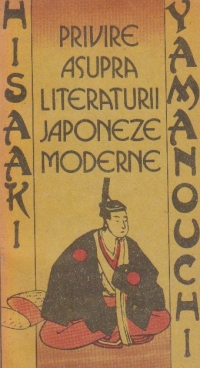 HISAAKI
YAMANOUCHI
PRIVIRE
ASUPRA
LITERATURII
JAPONEZE
MODERNE